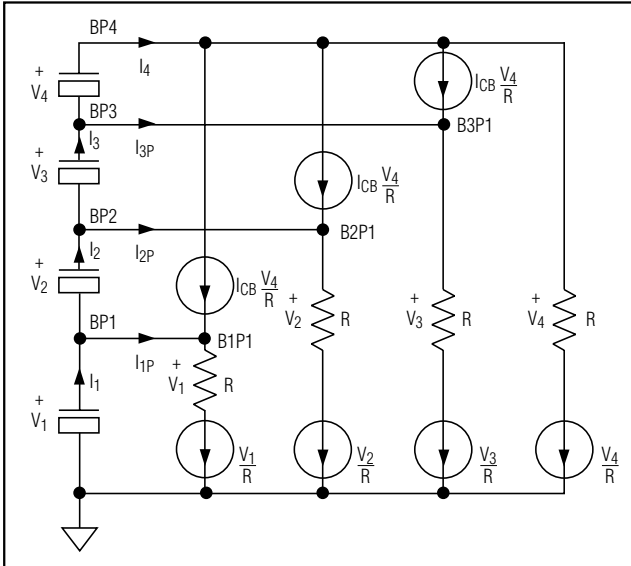 BP4
I4
+
V4
ICB V4/R
BP3
I3P
B3P1
I3
+
V3
ICB V4/R
BP2
I2P
B2P1
I2
+
V2
ICB V4/R
+
V2
R
+
V3
R
+
V4
R
BP1
I1P
B1P1
+
V1
R
I1
+
V1
V1/R
V2/R
V3/R
V4/R